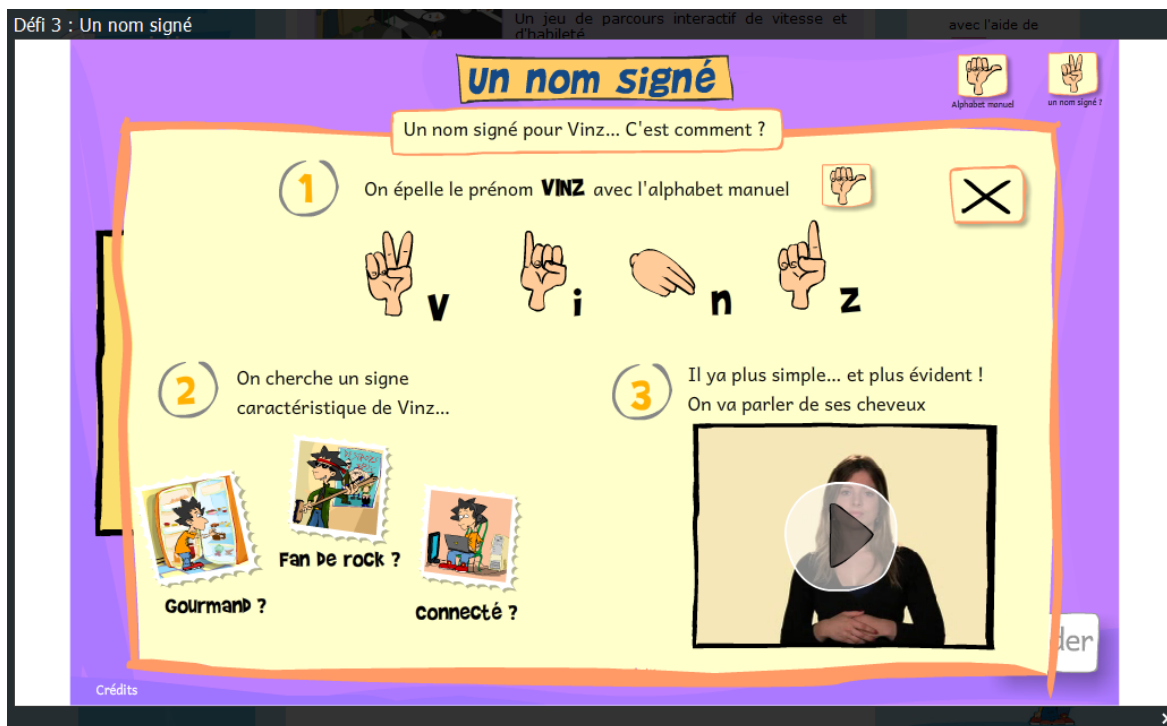 Un jeu de parcours interactif de vitesse et
d'habileté
avec l'aide de
Défi 3 : Un nom signé
un nom signé
Alphabet manuel
un nom signé ?
Un nom signé pour Vinz... C'est comment ?
1
On épelle le prénom VINZ avec l'alphabet manuel
v
i
n
z
2
On cherche un signe
caractéristique de Vinz...
Gourmand ?
Fan de rock ?
connecté ?
3
Il ya plus simple... et plus évident !
On va parler de ses cheveux
der
Crédits